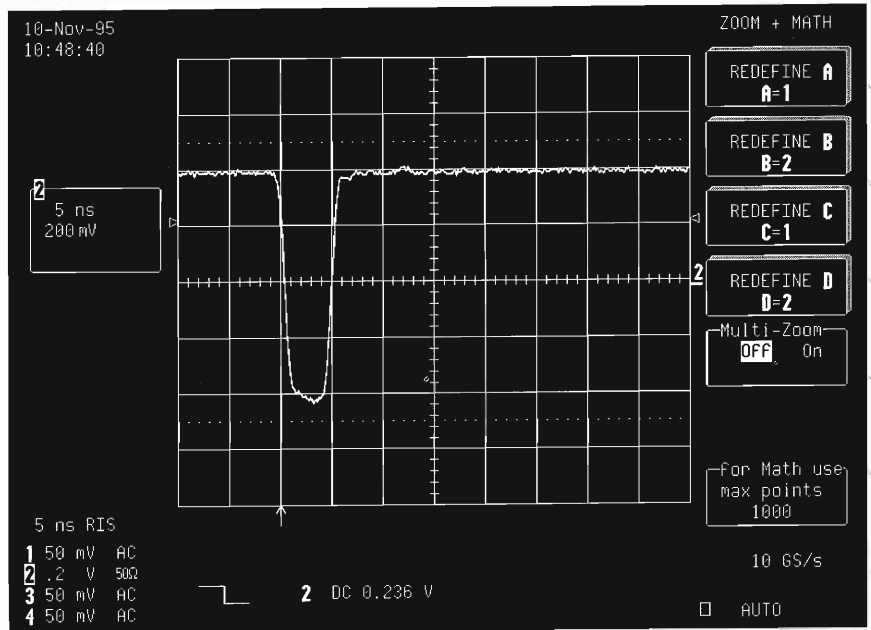 10-Nov-95
10:48:40
ZOOM + MATH
REDEFINE A
A=1
REDEFINE B
B=2
2
5 ns
200 mV
REDEFINE C
C=1
2
REDEFINE D
D=2
Multi-Zoom
Off On
For Math use
max points
1000
5 ns RIS
1 50 mV AC
2 .2 V 50Ω
3 50 mV AC
4 50 mV AC
2 DC 0.236 V
10 GS/s
AUTO